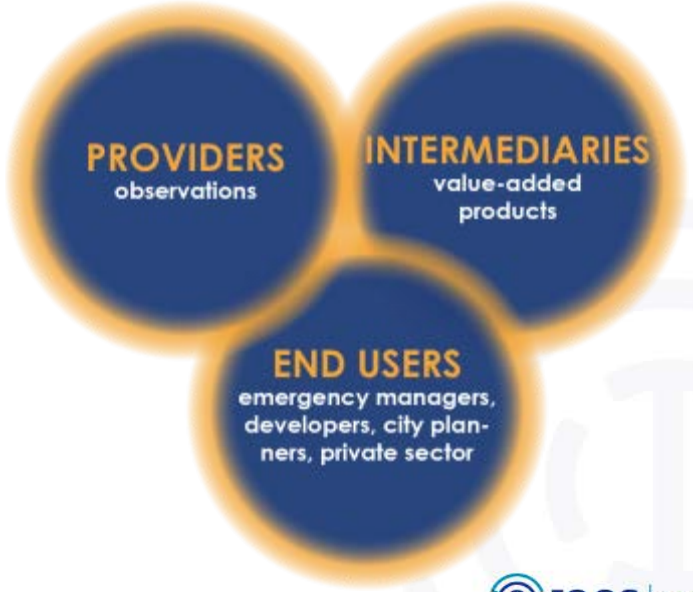 PROVIDERS
observations
INTERMEDIARIES
value-added
products
END USERS
emergency managers,
developers, city plan-
ners, private sector